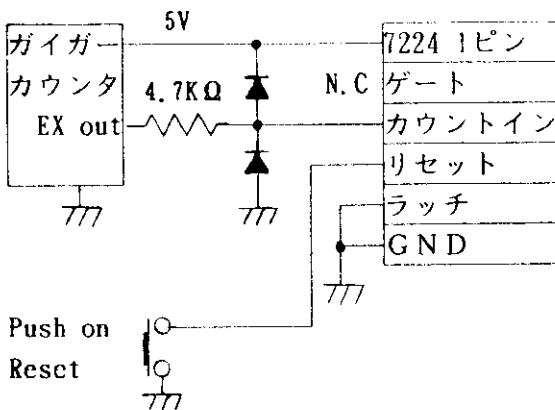 5V
ガイガー
カウンタ
EX out
4.7KΩ
N.C
7224 1ピン
ゲート
カウントイン
リセット
ラッチ
GND
Push on
Reset